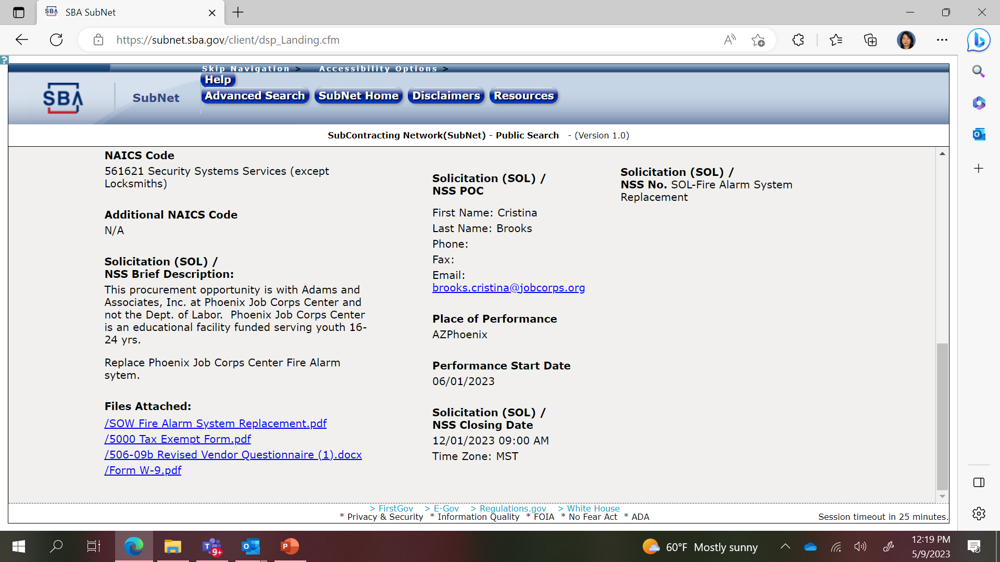 SBA SubNet
https://subnet.sba.gov/client/dsp_Landing.cfm
Skip Navigation > Accessibility Options >
Help
SBA
SubNet
Advanced Search SubNet Home Disclaimers Resources
SubContracting Network(SubNet) - Public Search - (Version 1.0)
NAICS Code
561621 Security Systems Services (except
Locksmiths)
Additional NAICS Code
N/A
Solicitation (SOL) /
NSS Brief Description:
This procurement opportunity is with Adams and
Associates, Inc. at Phoenix Job Corps Center and
not the Dept. of Labor.  Phoenix Job Corps Center
is an educational facility funded serving youth 16-
24 yrs.
Replace Phoenix Job Corps Center Fire Alarm
sytem.
Files Attached:
/SOW Fire Alarm System Replacement.pdf
/5000 Tax Exempt Form.pdf
/506-09b Revised Vendor Questionnaire (1).docx
/Form W-9.pdf
Solicitation (SOL) /
NSS POC
First Name: Cristina
Last Name: Brooks
Phone:
Fax:
Email:
brooks.cristina@jobcorps.org
Place of Performance
AZPhoenix
Performance Start Date
06/01/2023
Solicitation (SOL) /
NSS Closing Date
12/01/2023 09:00 AM
Time Zone: MST
Solicitation (SOL) /
NSS No. SOL-Fire Alarm System
Replacement
> FirstGov > E-Gov > Regulations.gov > White House
* Privacy & Security * Information Quality * FOIA * No Fear Act * ADA
Session timeout in 25 minutes.
9+
60°F Mostly sunny
12:19 PM
5/9/2023